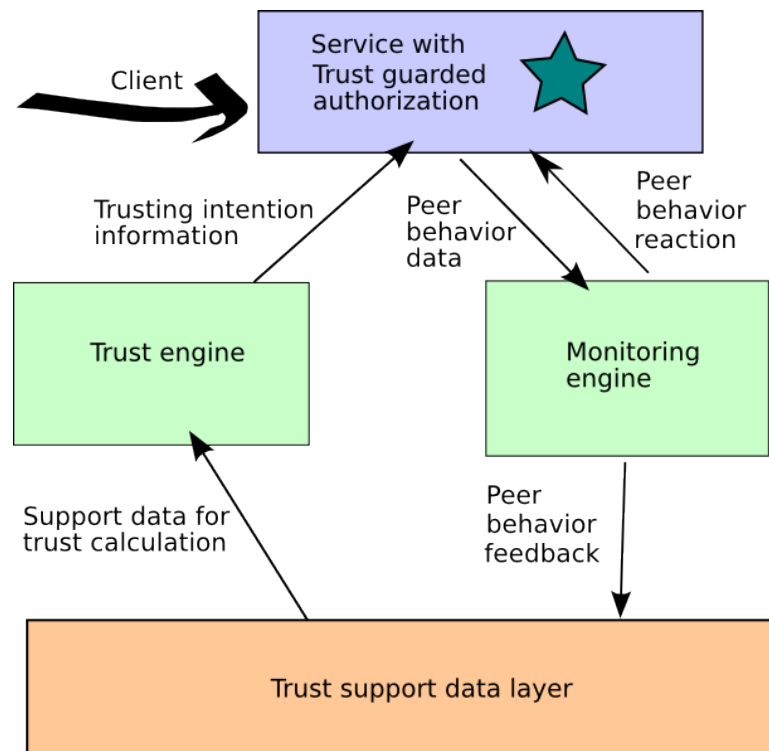 Client
Service with
Trust guarded
authorization
Trusting intention
information
Peer
behavior
data
Peer
behavior
reaction
Trust engine
Monitoring
engine
Support data for
trust calculation
Peer
behavior
feedback
Trust support data layer